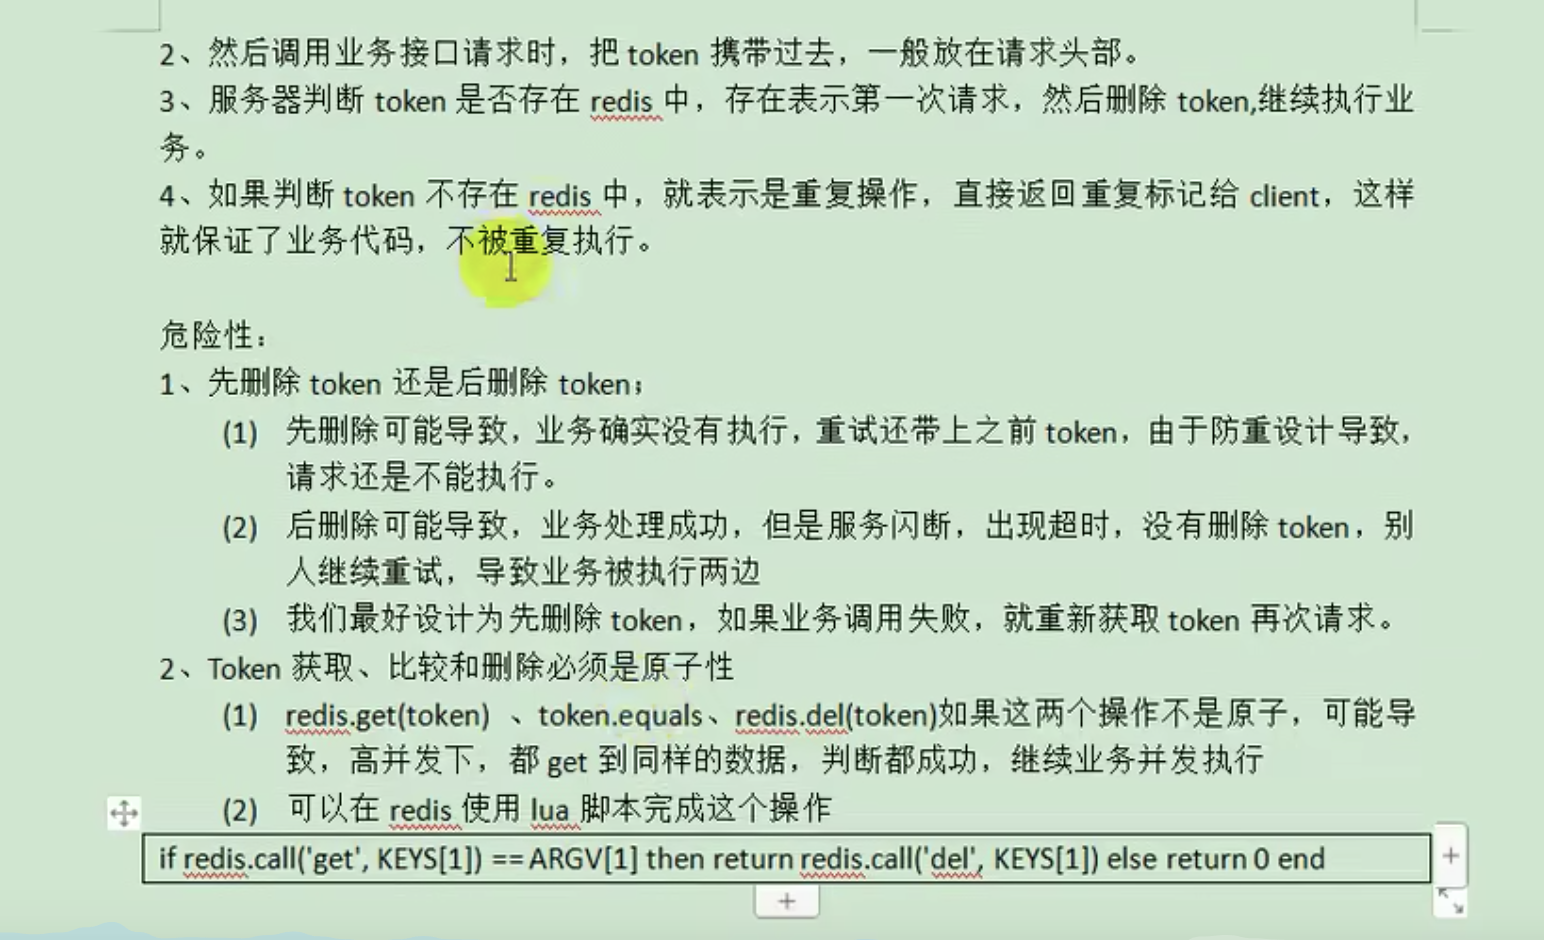 2、然后调用业务接口请求时，把 token 携带过去，一般放在请求头部。
3、服务器判断 token 是否存在 redis 中，存在表示第一次请求，然后删除 token,继续执行业
务。
4、如果判断 token 不存在 redis 中，就表示是重复操作，直接返回重复标记给 client，这样
就保证了业务代码，不被重复执行。
危险性：
1、先删除 token 还是后删除 token；
(1) 先删除可能导致，业务确实没有执行，重试还带上之前 token，由于防重设计导致，
请求还是不能执行。
(2) 后删除可能导致，业务处理成功，但是服务闪断，出现超时，没有删除 token，别
人继续重试，导致业务被执行两边
(3) 我们最好设计为先删除 token，如果业务调用失败，就重新获取 token 再次请求。
2、Token 获取、比较和删除必须是原子性
(1) redis.get(token) 、token.equals、redis.del(token)如果这两个操作不是原子，可能导
致，高并发下，都 get 到同样的数据，判断都成功，继续业务并发执行
(2) 可以在 redis 使用 lua 脚本完成这个操作
if redis.call('get', KEYS[1]) == ARGV[1] then return redis.call('del', KEYS[1]) else return 0 end